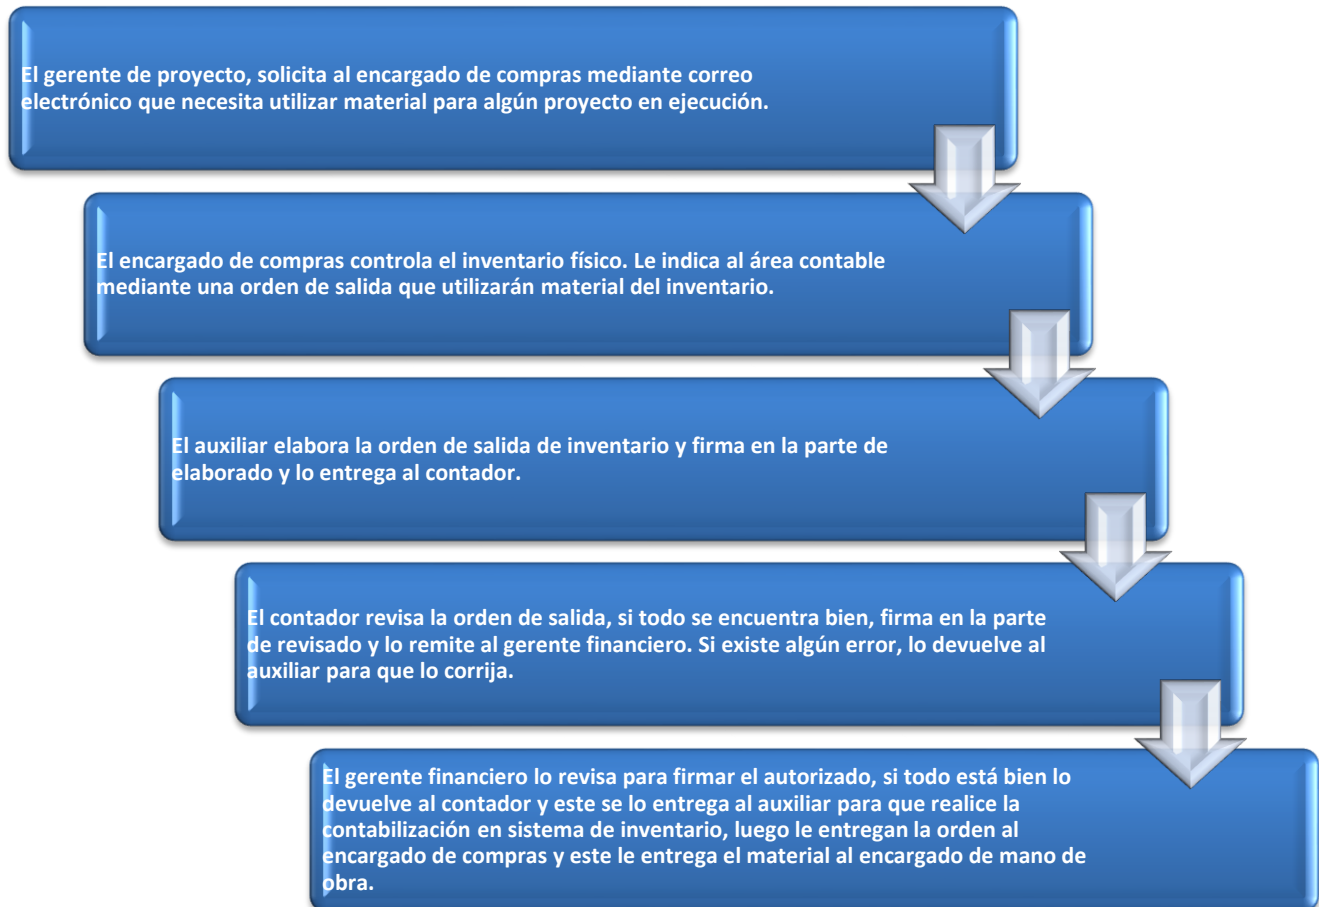 El gerente de proyecto, solicita al encargado de compras mediante correo
electrónico que necesita utilizar material para algún proyecto en ejecución.
El encargado de compras controla el inventario físico. Le indica al área contable
mediante una orden de salida que utilizarán material del inventario.
El auxiliar elabora la orden de salida de inventario y firma en la parte de
elaborado y lo entrega al contador.
El contador revisa la orden de salida, si todo se encuentra bien, firma en la parte
de revisado y lo remite al gerente financiero. Si existe algún error, lo devuelve al
auxiliar para que lo corrija.
El gerente financiero lo revisa para firmar el autorizado, si todo está bien lo
devuelve al contador y este se lo entrega al auxiliar para que realice la
contabilización en sistema de inventario, luego le entregan la orden al
encargado de compras y este le entrega el material al encargado de mano de
obra.